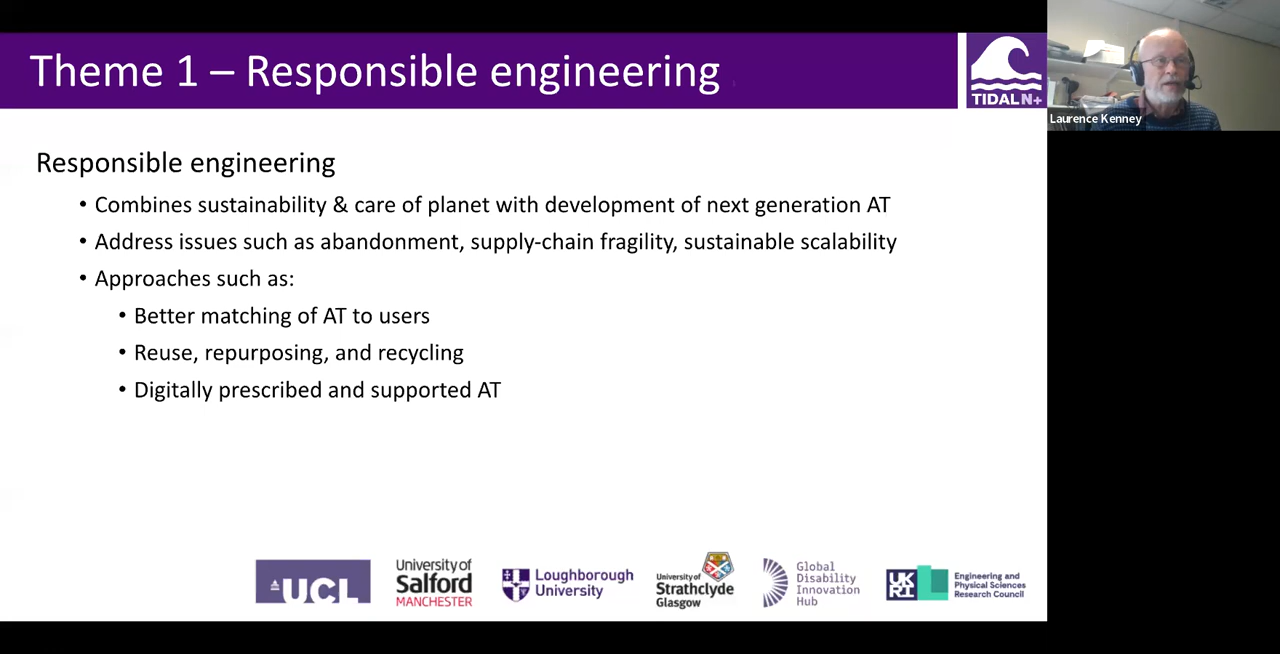 Theme 1 – Responsible engineering
TIDAL N+
Laurence Kenney
Responsible engineering
• Combines sustainability & care of planet with development of next generation AT
• Address issues such as abandonment, supply-chain fragility, sustainable scalability
• Approaches such as:
• Better matching of AT to users
• Reuse, repurposing, and recycling
• Digitally prescribed and supported AT
UCL
University of
Salford
MANCHESTER
Loughborough
University
University of
Strathclyde
Glasgow
Global
Disability
Innovation
Hub
UK
RI
Engineering and
Physical Sciences
Research Council